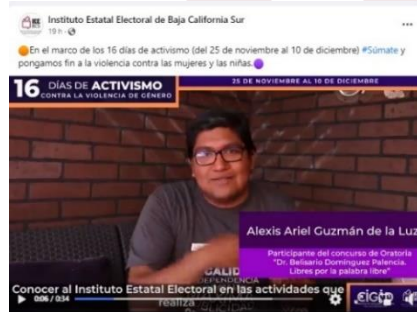 Instituto Estatal Electoral de Baja California Sur
19 h ·
En el marco de los 16 días de activismo (del 25 de noviembre al 10 de diciembre) #Súmate y
pongamos fin a la violencia contra las mujeres y las niñas.
16 DÍAS DE ACTIVISMO
CONTRA LA VIOLENCIA DE GÉNERO
25 DE NOVIEMBRE AL 10 DE DICIEMBRE
Alexis Ariel Guzmán de la Luz
Participante del concurso de Oratoria
"Dr. Belisario Domínguez Palencia.
Libres por la palabra libre"
CALID
INDEPENDENCIA
Conocer al Instituto Estatal Electoral en las actividades que
realiza
0:06 / 0:34